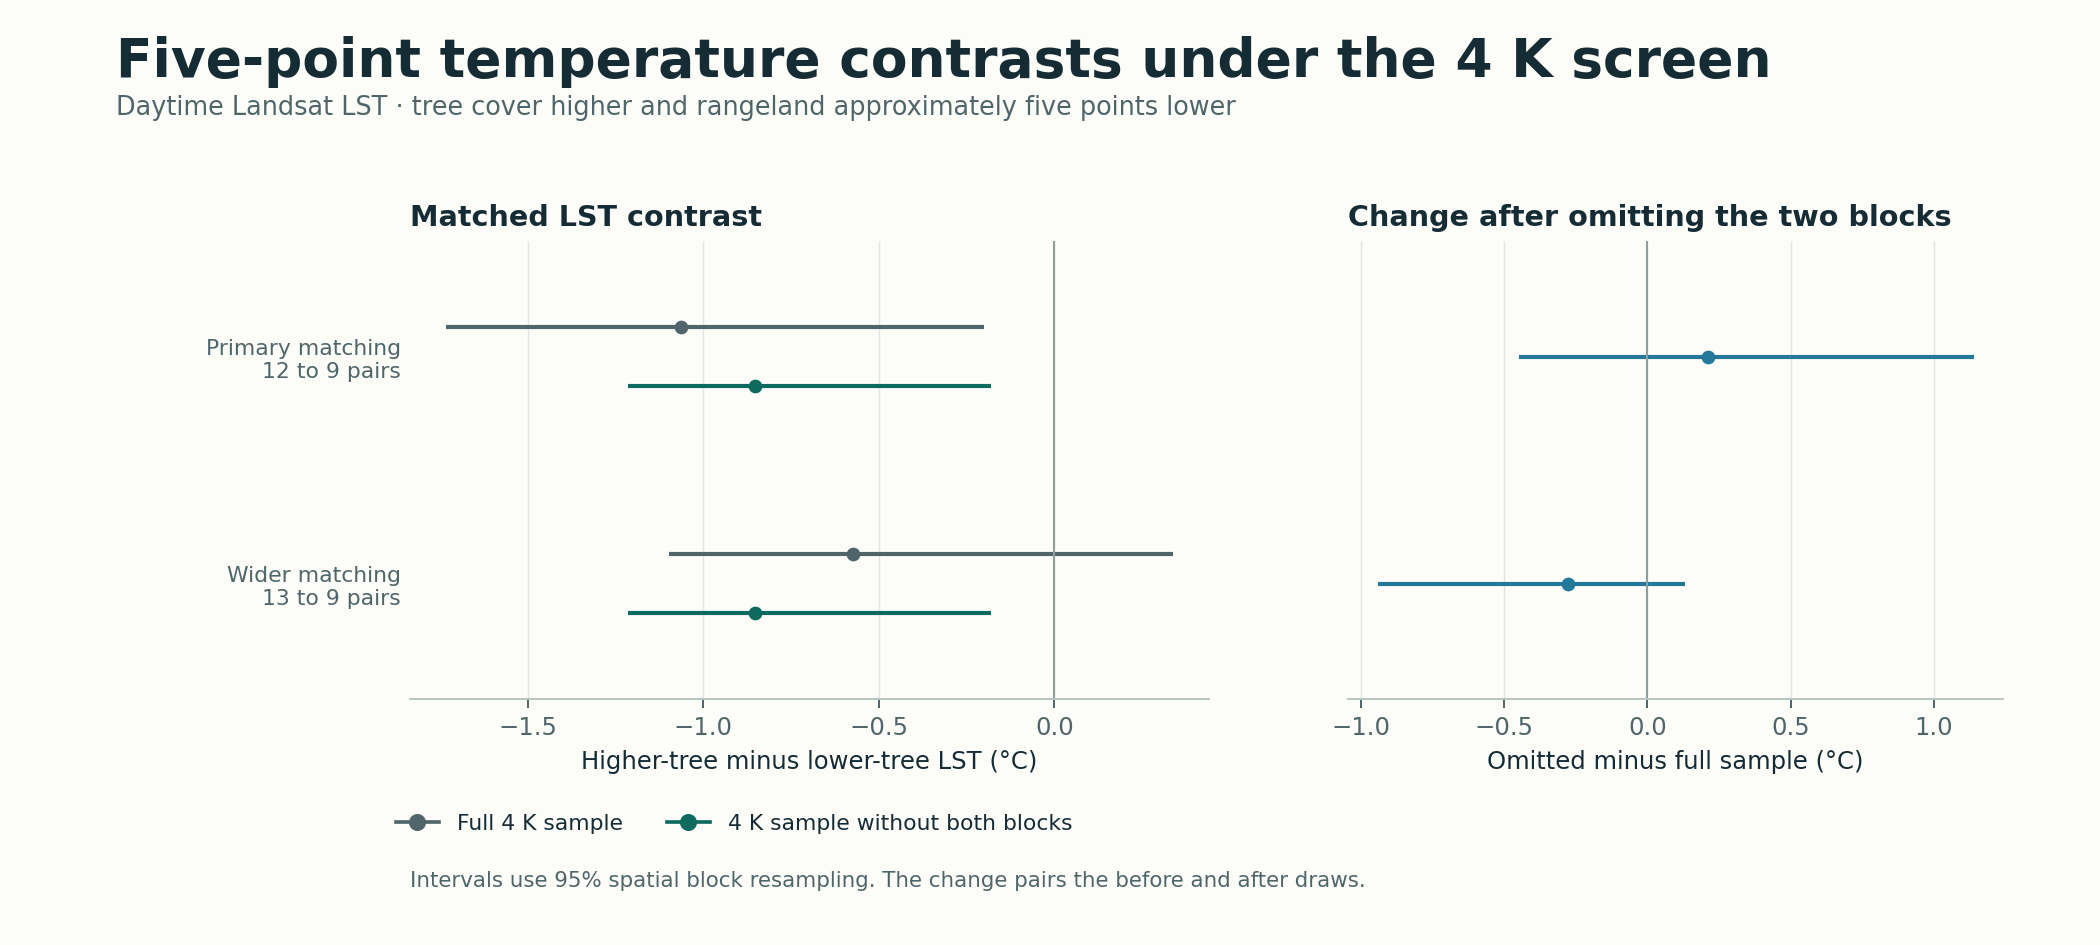 Five-point temperature contrasts under the 4 K screen
Daytime Landsat LST · tree cover higher and rangeland approximately five points lower
Matched LST contrast
Primary matching
12 to 9 pairs
Wider matching
13 to 9 pairs
−1.5 −1.0 −0.5 0.0
Higher-tree minus lower-tree LST (°C)
Change after omitting the two blocks
−1.0 −0.5 0.0 0.5 1.0
Omitted minus full sample (°C)
Full 4 K sample 4 K sample without both blocks
Intervals use 95% spatial block resampling. The change pairs the before and after draws.